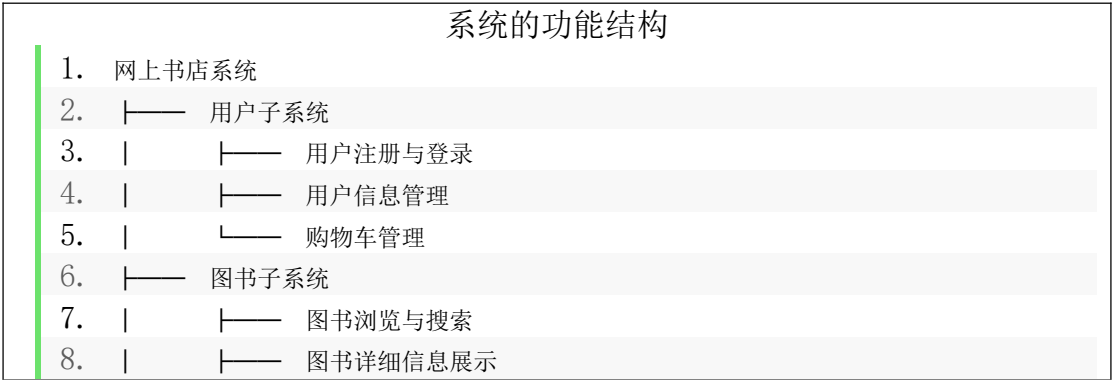 系统的功能结构
1. 网上书店系统
2. ├── 用户子系统
3. | ├── 用户注册与登录
4. | ├── 用户信息管理
5. | └── 购物车管理
6. ├── 图书子系统
7. | ├── 图书浏览与搜索
8. | ├── 图书详细信息展示